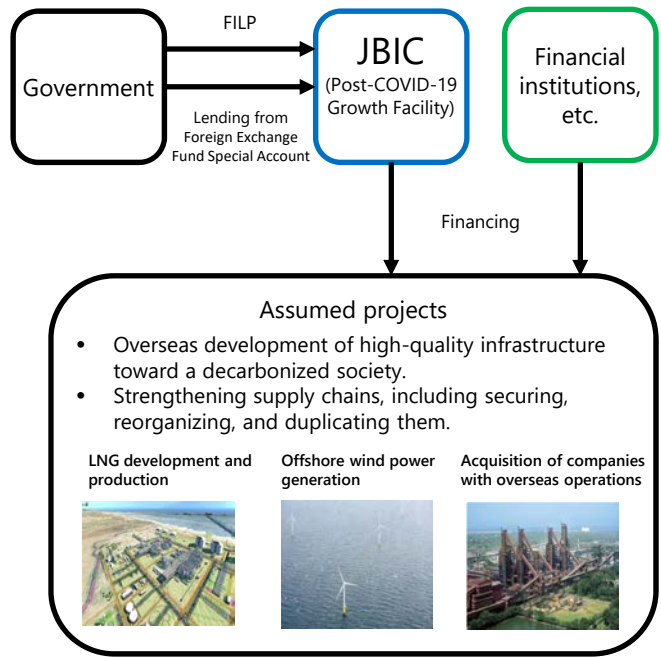 FILP
Government
Lending from
Foreign Exchange
Fund Special Account
JBIC
(Post-COVID-19
Growth Facility)
Financial
institutions,
etc.
Financing
Assumed projects
• Overseas development of high-quality infrastructure
toward a decarbonized society.
• Strengthening supply chains, including securing,
reorganizing, and duplicating them.
LNG development and
production
Offshore wind power
generation
Acquisition of companies
with overseas operations